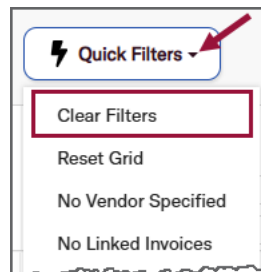 Quick Filters
Clear Filters
Reset Grid
No Vendor Specified
No Linked Invoices